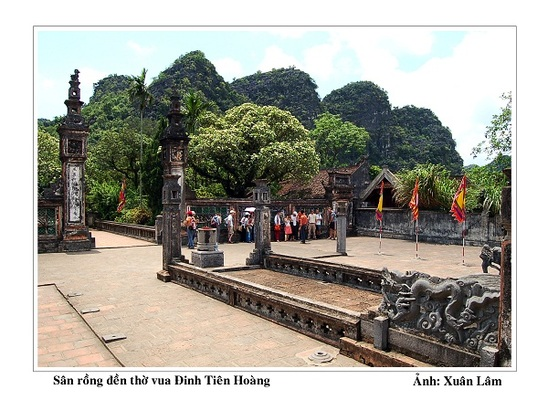 Sân rồng đền thờ vua Đinh Tiên Hoàng Ảnh: Xuân Lâm